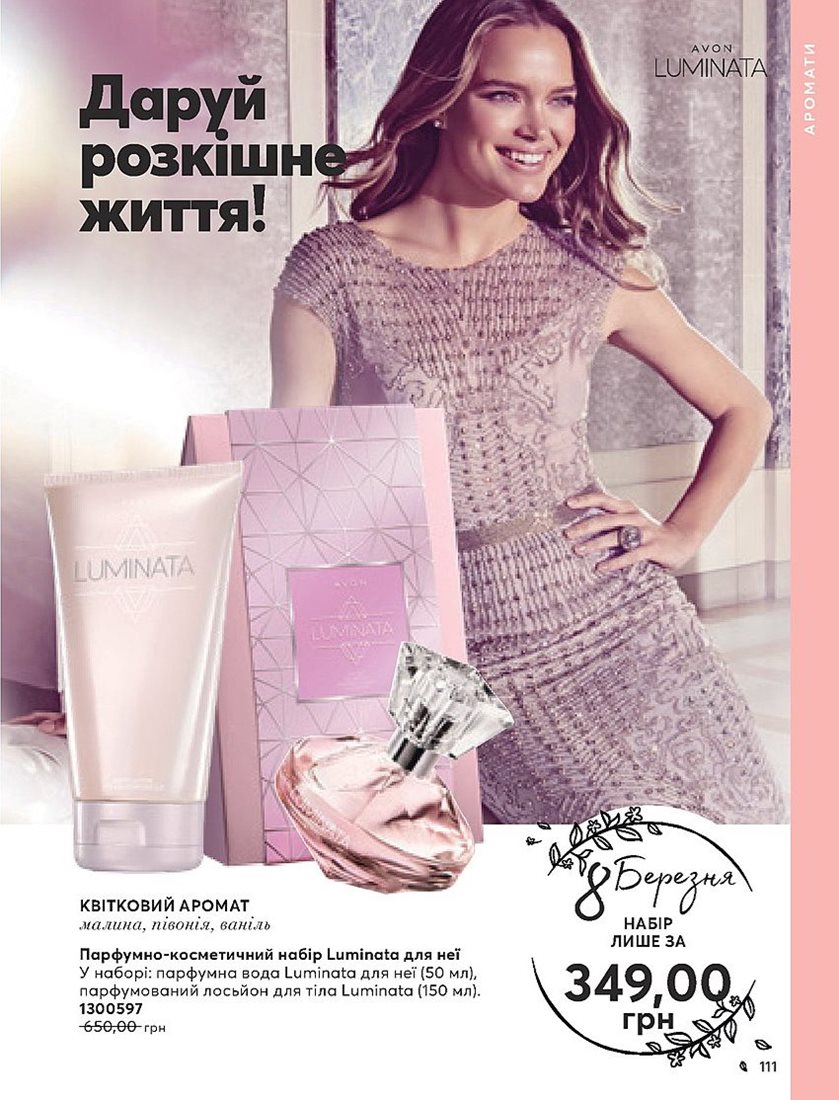 AVON
LUMINATA
АРОМАТИ
Даруй
розкішне
життя!
LUMINATA
AVON
LUMINATA
КВІТКОВИЙ АРОМАТ
малина, півонія, ваніль
Парфумно-косметичний набір Luminata для неї
У наборі: парфумна вода Luminata для неї (50 мл),
парфумований лосьйон для тіла Luminata (150 мл).
1300597
650,00 грн
8 Березня
НАБІР
ЛИШЕ ЗА
349,00
грн
111